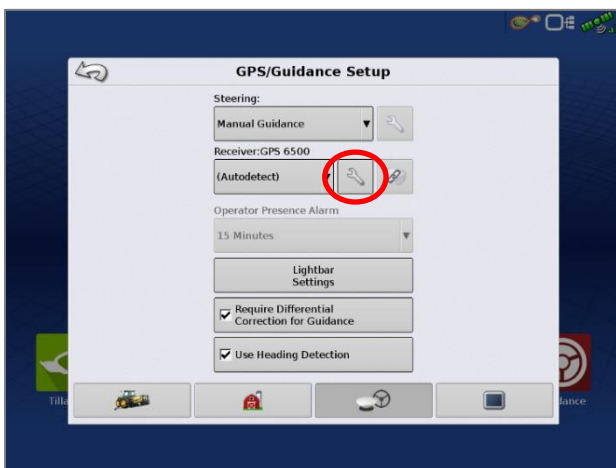 GPS/Guidance Setup
Steering:
Manual Guidance
Receiver:GPS 6500
(Autodetect)
Operator Presence Alarm
15 Minutes
Lightbar
Settings
Require Differential
Correction for Guidance
Use Heading Detection
Tilla
dance